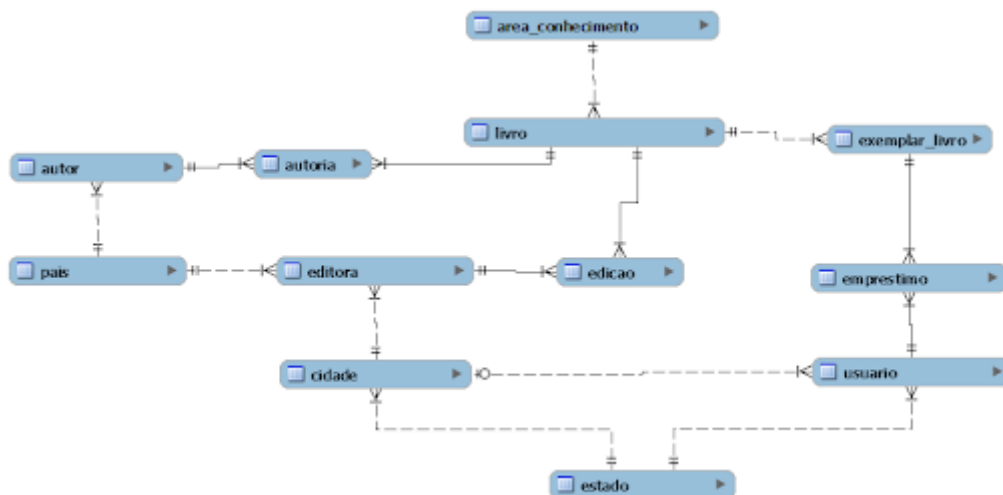 area_conhecimento
livro
exemplar_livro
autor
autoria
pais
editora
edicao
emprestimo
cidade
usuario
estado